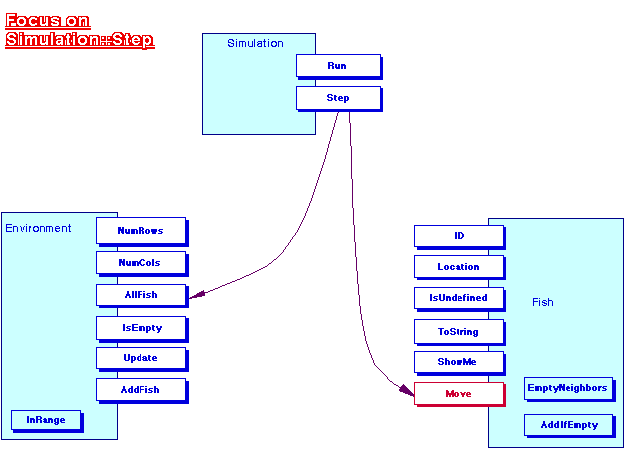 Focus on
Simulation::Step
Simulation
Run
Step
Environment
NumRows
NumCols
AllFish
IsEmpty
Update
AddFish
InRange
ID
Location
IsUndefined
ToString
ShowMe
Move
Fish
EmptyNeighbors
AddIfEmpty